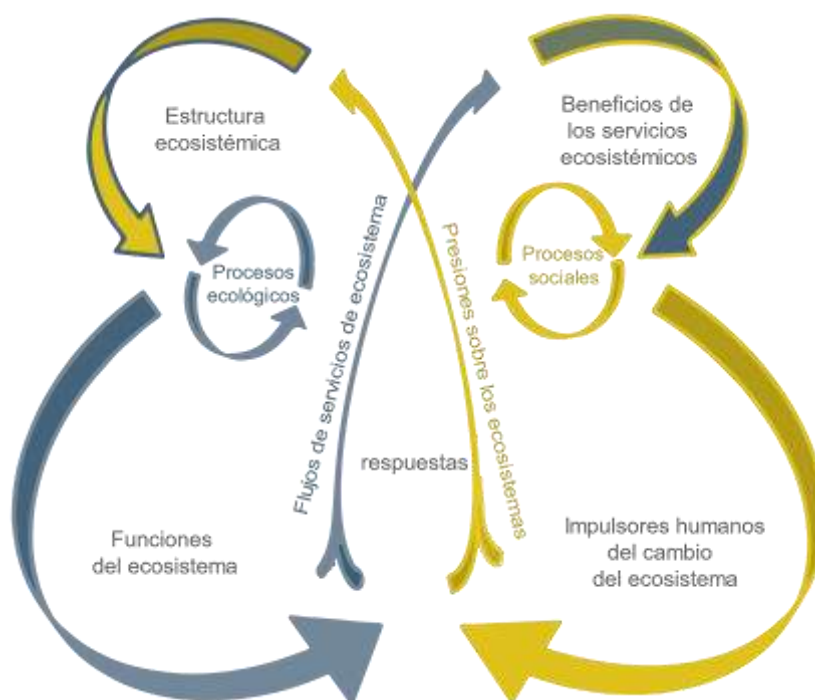 Estructura
ecosistémica
Beneficios de
los servicios
ecosistémicos
Procesos
ecológicos
Flujos de servicios de ecosistema
Presiones sobre los ecosistemas
Procesos
sociales
respuestas
Funciones
del ecosistema
Impulsores humanos
del cambio
del ecosistema